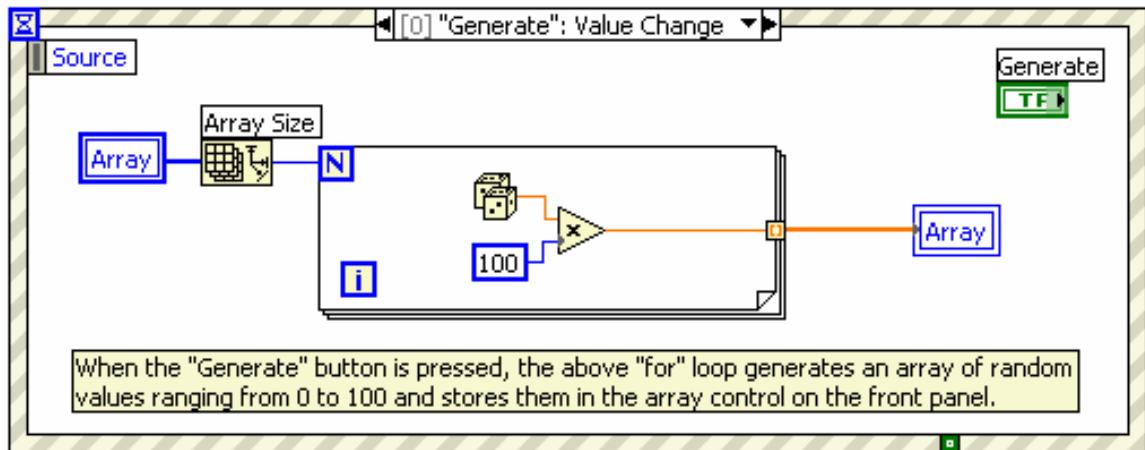 [0] "Generate": Value Change
Source
Generate
TF
Array Size
Array
N
×
Array
100
i
When the "Generate" button is pressed, the above "for" loop generates an array of random
values ranging from 0 to 100 and stores them in the array control on the front panel.